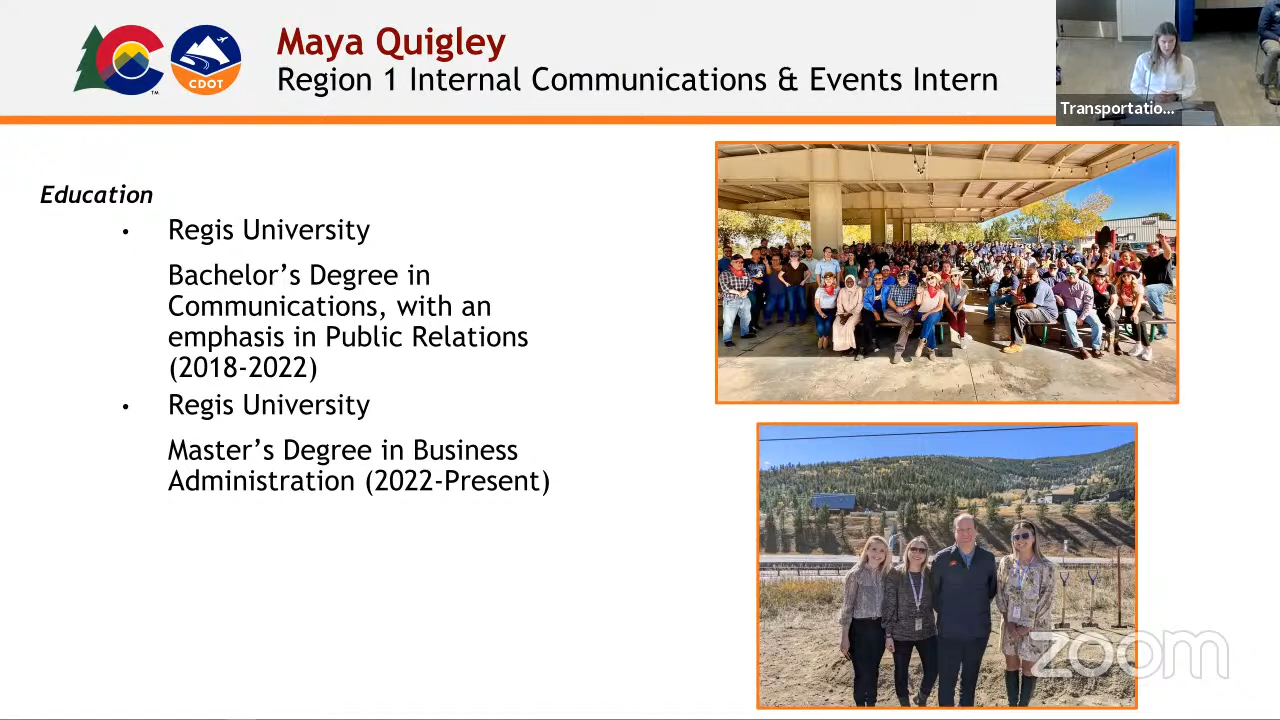 Maya Quigley
Region 1 Internal Communications & Events Intern
CDOT
TM
Transportatio...
Education
• Regis University
Bachelor's Degree in
Communications, with an
emphasis in Public Relations
(2018-2022)
• Regis University
Master's Degree in Business
Administration (2022-Present)
zoom